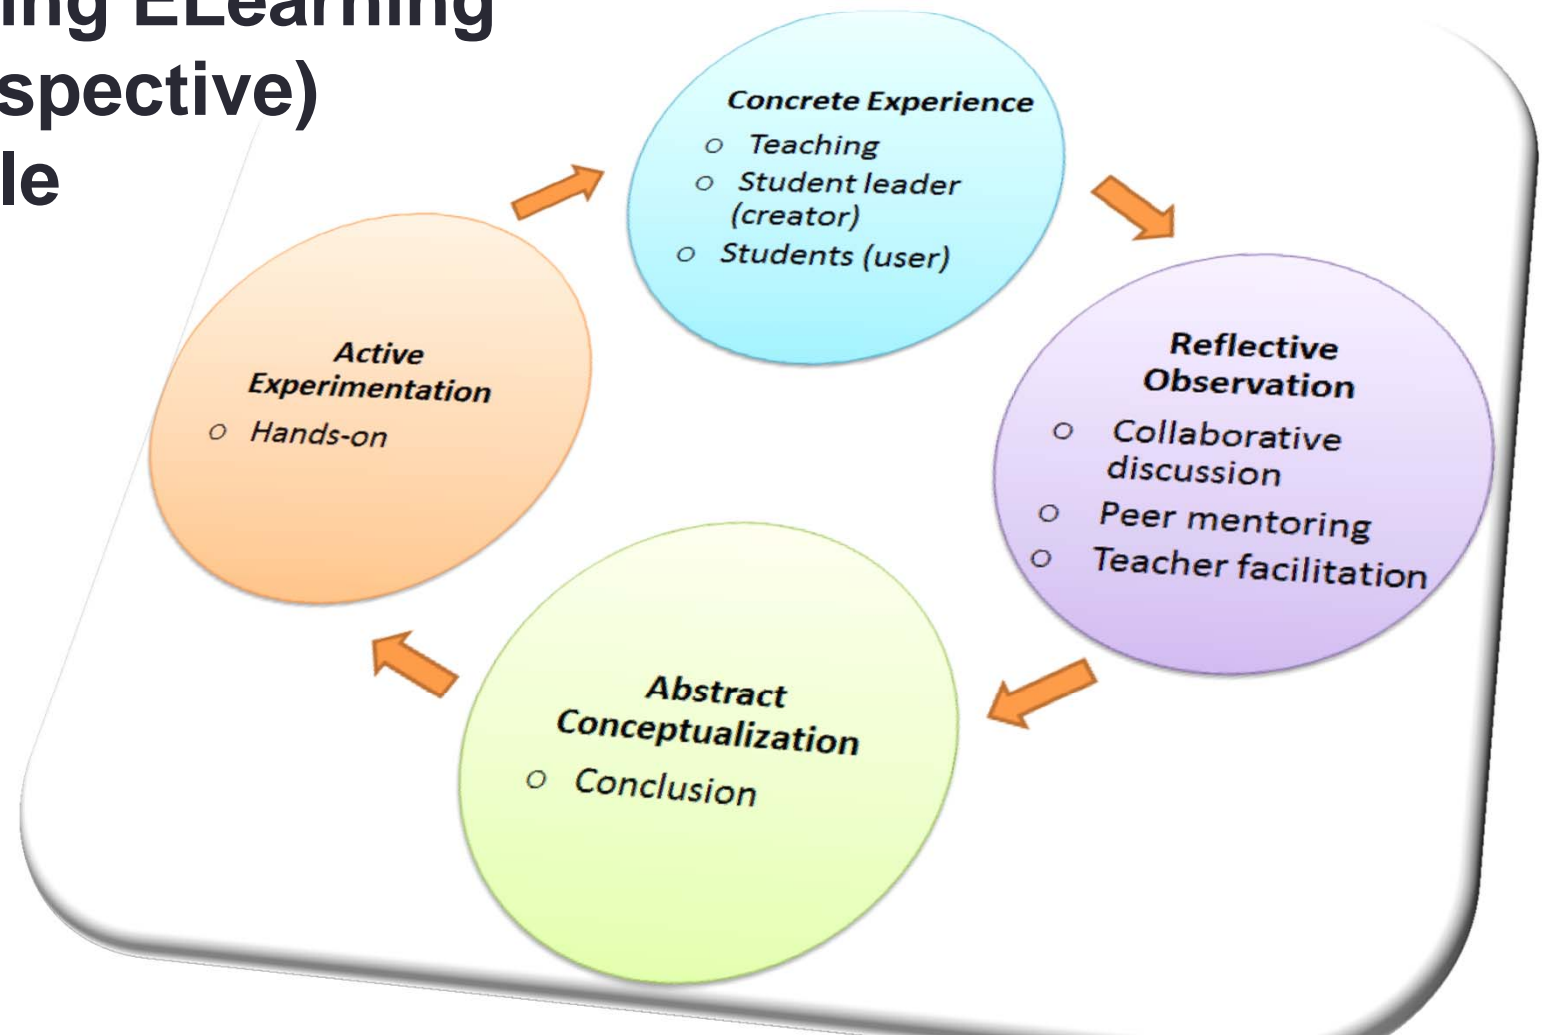 ing ELearning
spective)
le
Concrete Experience
o Teaching
o Student leader
(creator)
o Students (user)
Reflective
Observation
o Collaborative
discussion
o Peer mentoring
o Teacher facilitation
Abstract
Conceptualization
o Conclusion
Active
Experimentation
o Hands-on